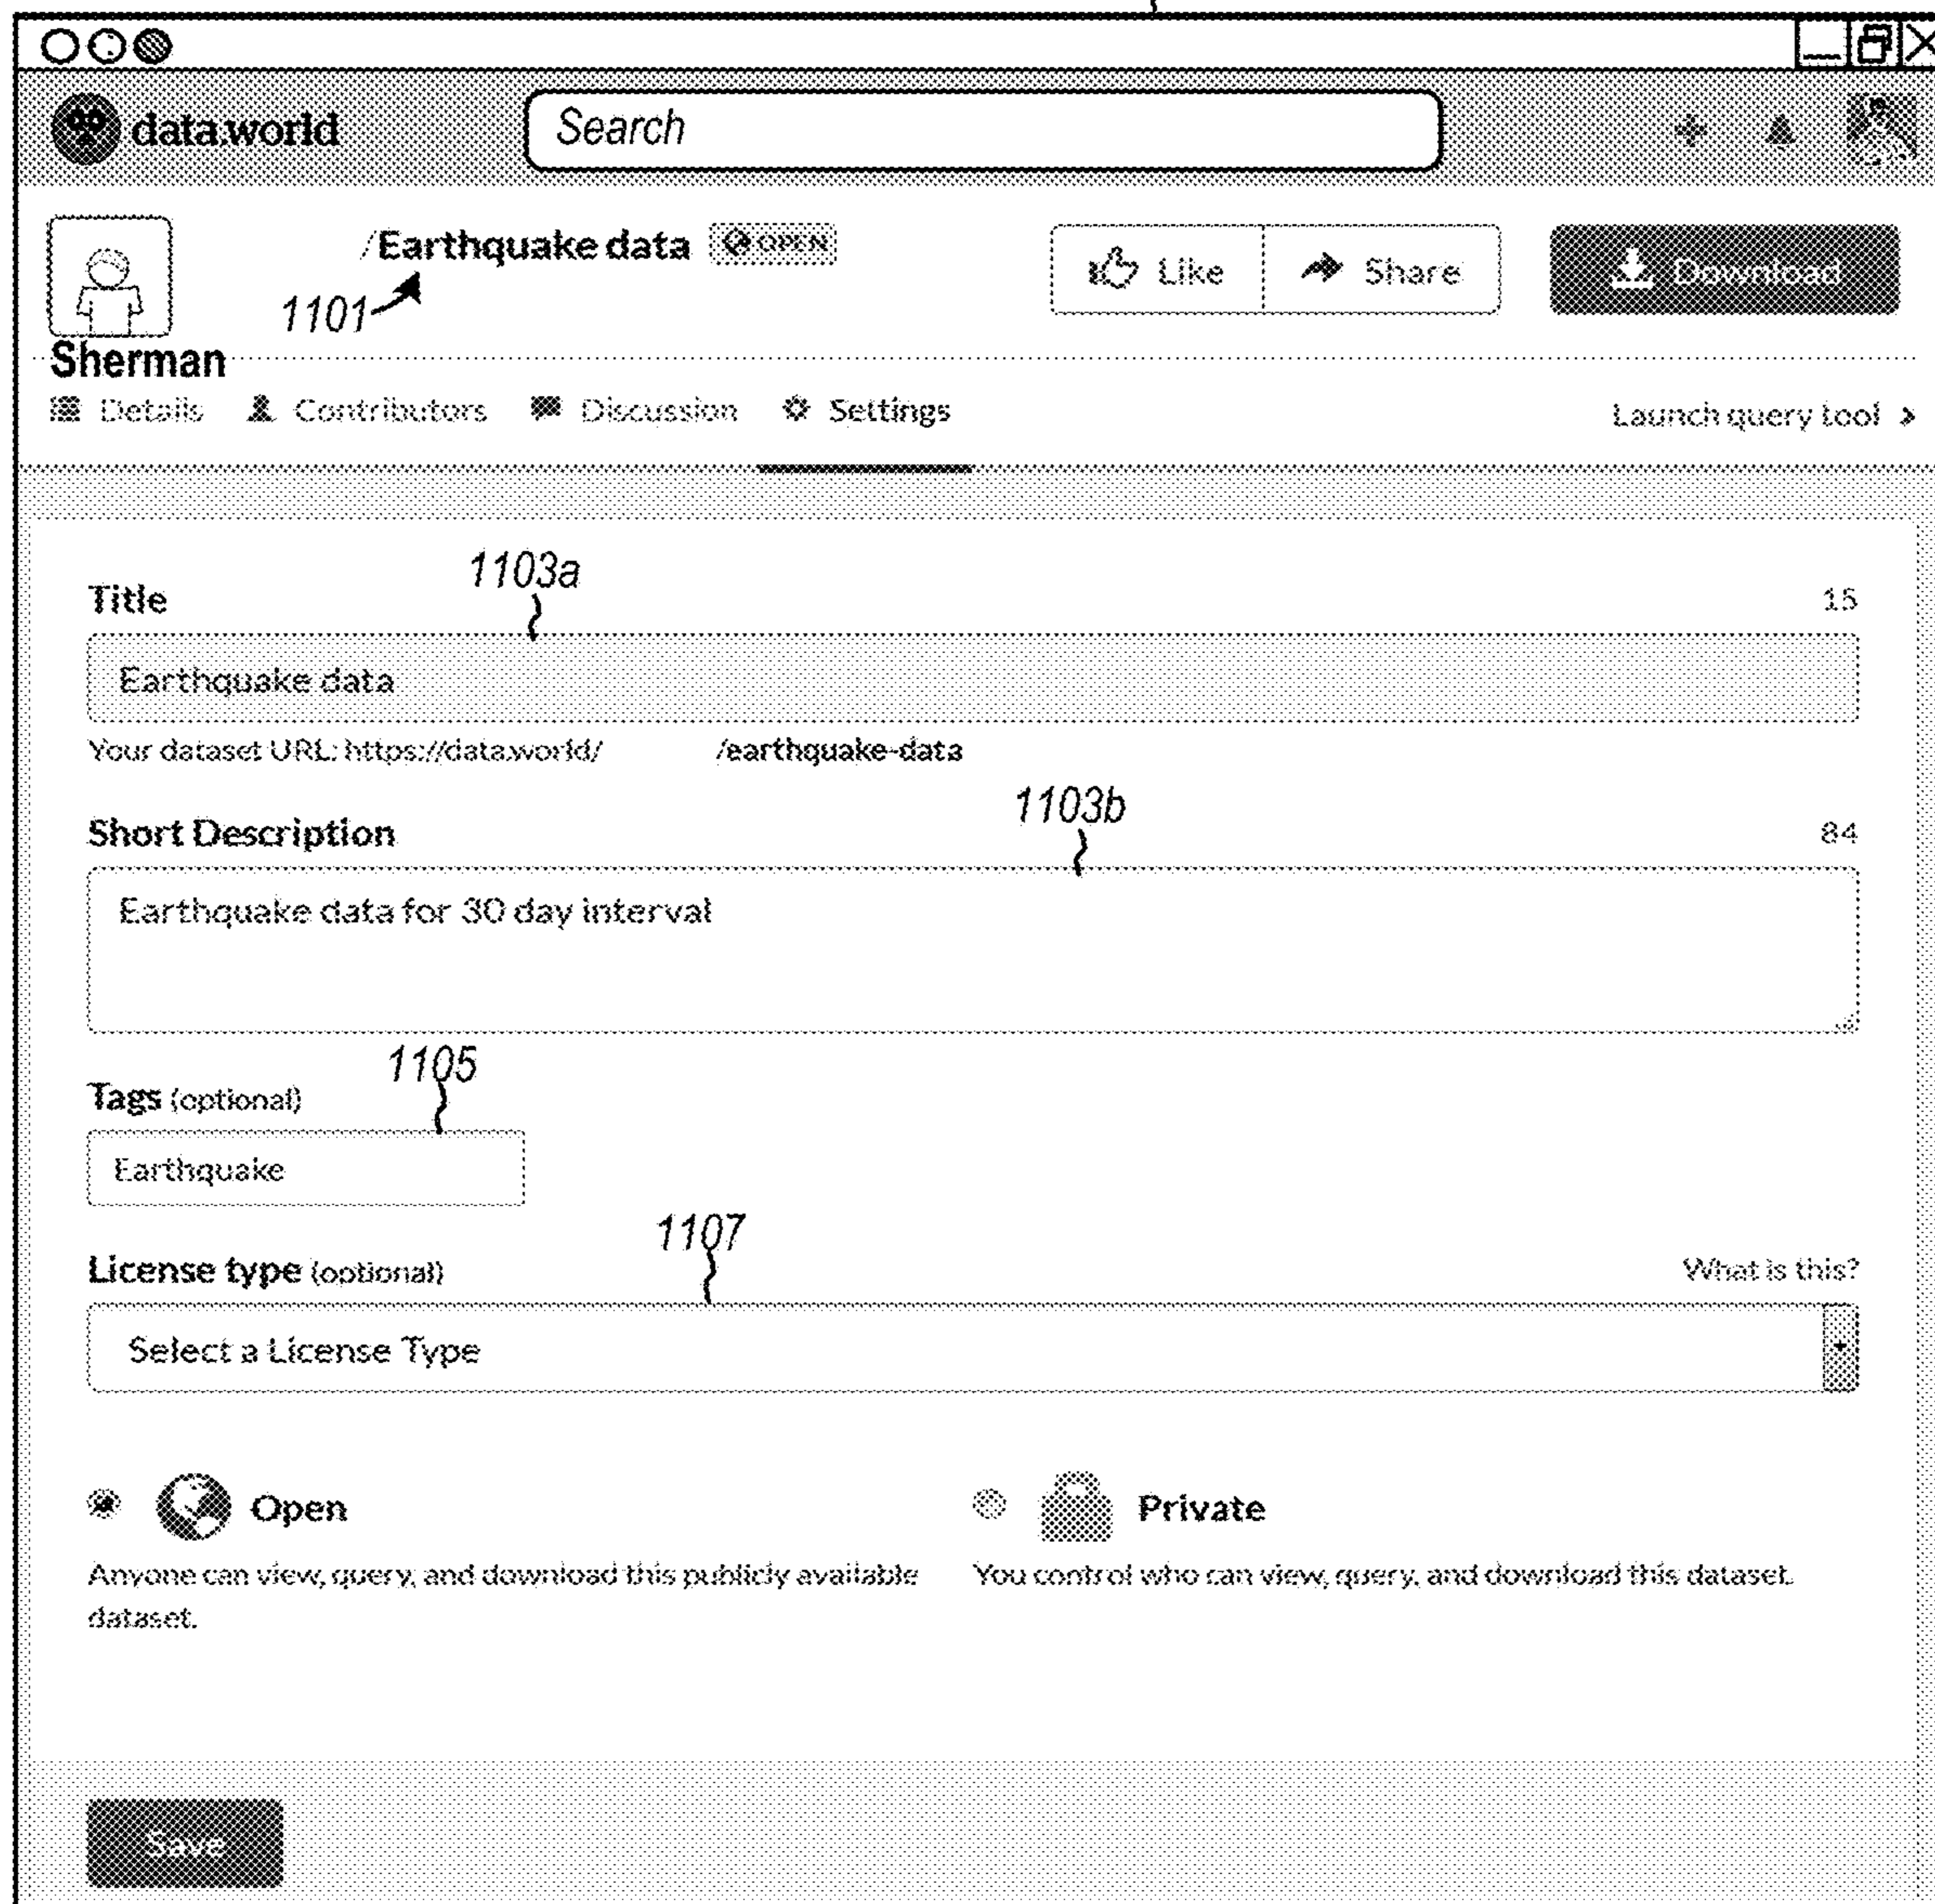 data.world Search
/Earthquake data OPEN Like Share Download
1101
Sherman
Details Contributors Discussion Settings Launch query tool >
1103a
Title 15
Earthquake data
Your dataset URL: https://data.world/ /earthquake-data
1103b
Short Description 84
Earthquake data for 30 day interval
1105
Tags (optional)
Earthquake
1107
License type (optional) What is this?
Select a License Type
Open Private
Anyone can view, query, and download this publicly available You control who can view, query, and download this dataset.
dataset.
Save